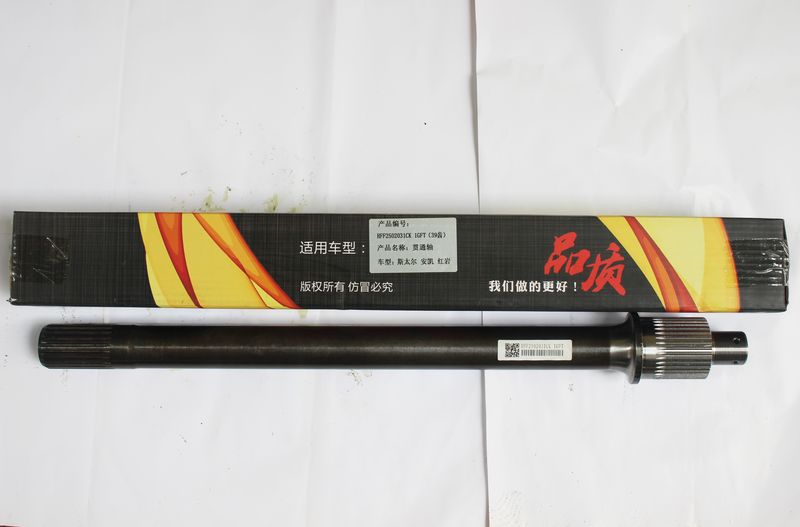 适用车型：
产品编号：
HFF2502031CK 1GFT（39齿）
产品名称：贯通轴
车型：斯太尔 安凯 红岩
品质
我们做的更好！
版权所有 仿冒必究
HFF2502031CK 1GFT